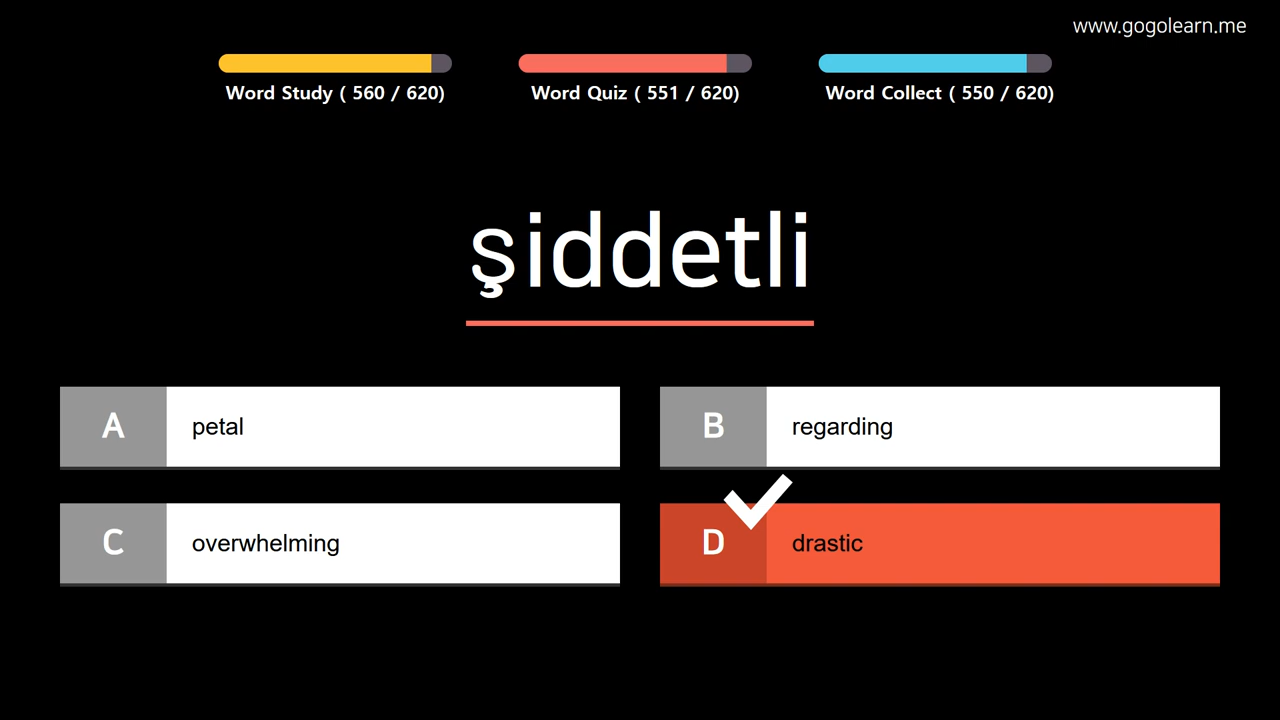 www.gogolearn.me
Word Study ( 560 / 620)
Word Quiz ( 551 / 620)
Word Collect ( 550 / 620)
şiddetli
A petal
B regarding
C overwhelming
D drastic